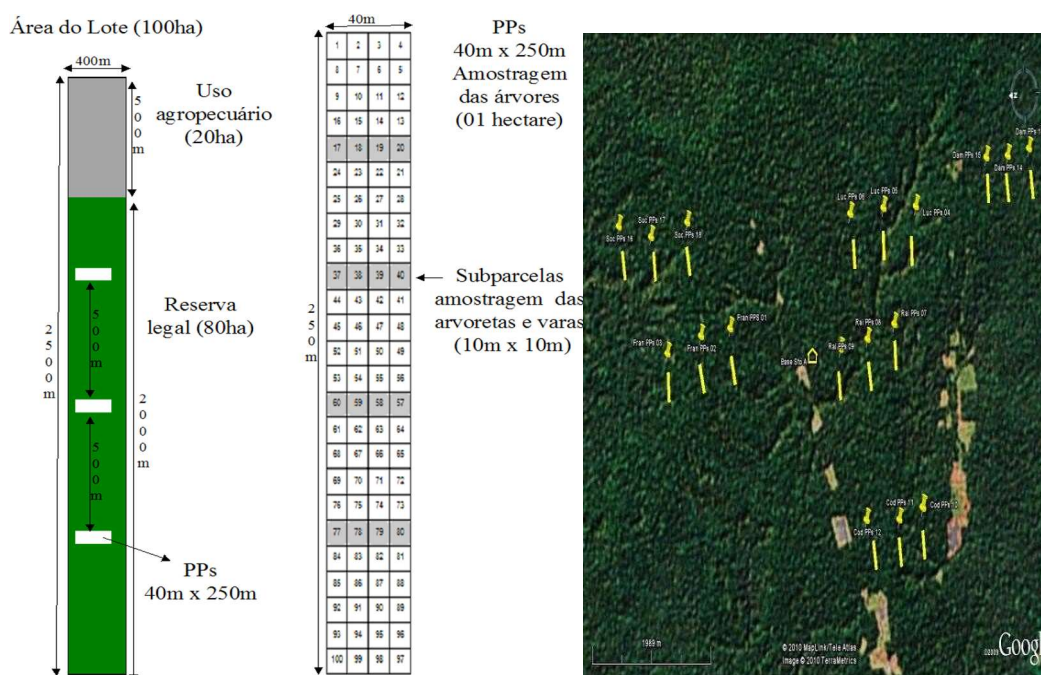 Área do Lote (100ha)
400m
500m
Uso
agropecuário
(20ha)
2500m
500m
Reserva
legal (80ha)
2000m
500m
PPs
40m x 250m
40m
250m
1 2 3 4
8 7 6 5
9 10 11 12
16 15 14 13
17 18 19 20
24 23 22 21
25 26 27 28
29 30 31 32
36 35 34 33
37 38 39 40
44 43 42 41
45 46 47 48
52 51 50 49
53 54 55 56
60 59 58 57
61 62 63 64
68 67 66 65
69 70 71 72
76 75 74 73
77 78 79 80
84 83 82 81
85 86 87 88
92 91 90 89
93 94 95 96
100 99 98 97
PPs
40m x 250m
Amostragem
das árvores
(01 hectare)
Subparcelas
amostragem das
arvoretas e varas
(10m x 10m)
Dam PPs 15
Dam PPs 14
Luc PPs 06
Luc PPs 05
Luc PPs 04
Soc PPs 16
Soc PPs 17
Soc PPs 18
Fran PPs 03
Fran PPs 02
Fran PPS 01
Base Sto A
Rai PPs 09
Rai PPs 08
Rai PPs 07
Cod PPs 12
Cod PPs 11
Cod PPs 10
1989 m
© 2010 MapLink/Tele Atlas
Image © 2010 TerraMetrics
©2009 Googl